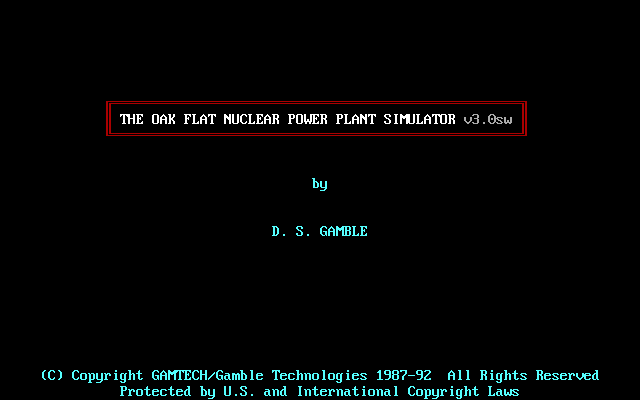 THE OAK FLAT NUCLEAR POWER PLANT SIMULATOR v3.0sw
by
D. S. GAMBLE
(C) Copyright GAMTECH/Gamble Technologies 1987-92  All Rights Reserved
Protected by U.S. and International Copyright Laws